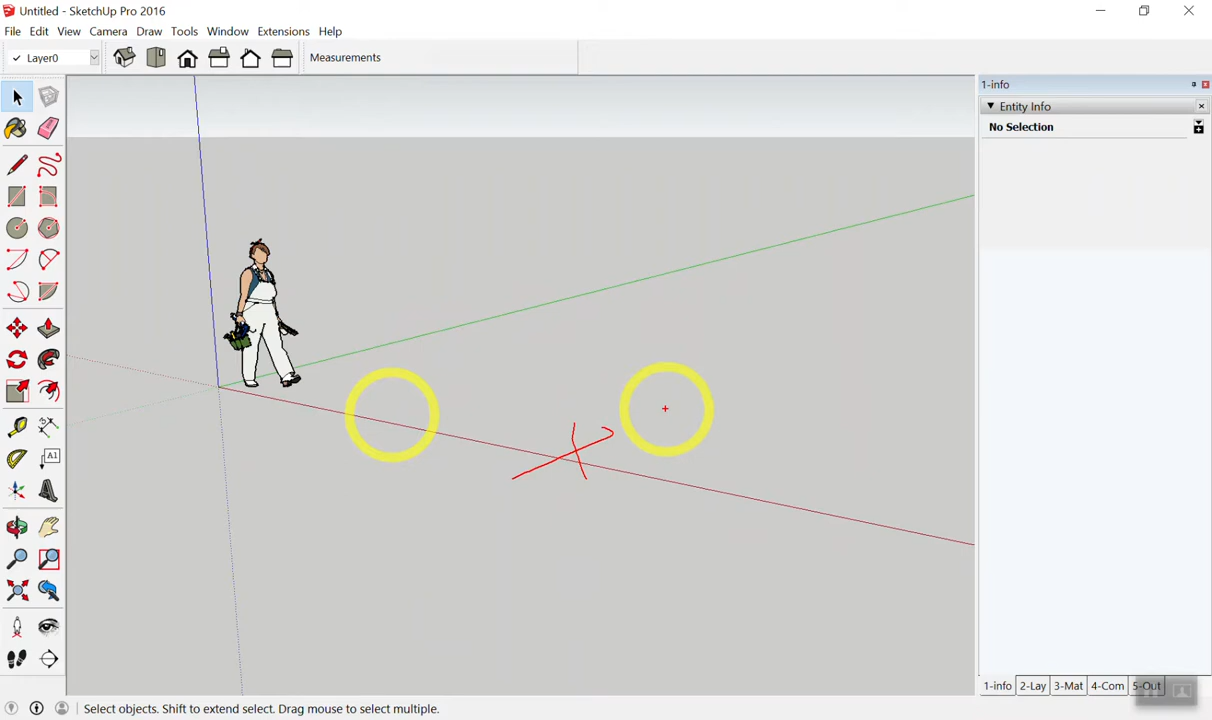 Untitled - SketchUp Pro 2016
File Edit View Camera Draw Tools Window Extensions Help
Layer0 Measurements
1-info
Entity Info
No Selection
A1
1-info 2-Lay 3-Mat 4-Com 5-Out
Select objects. Shift to extend select. Drag mouse to select multiple.